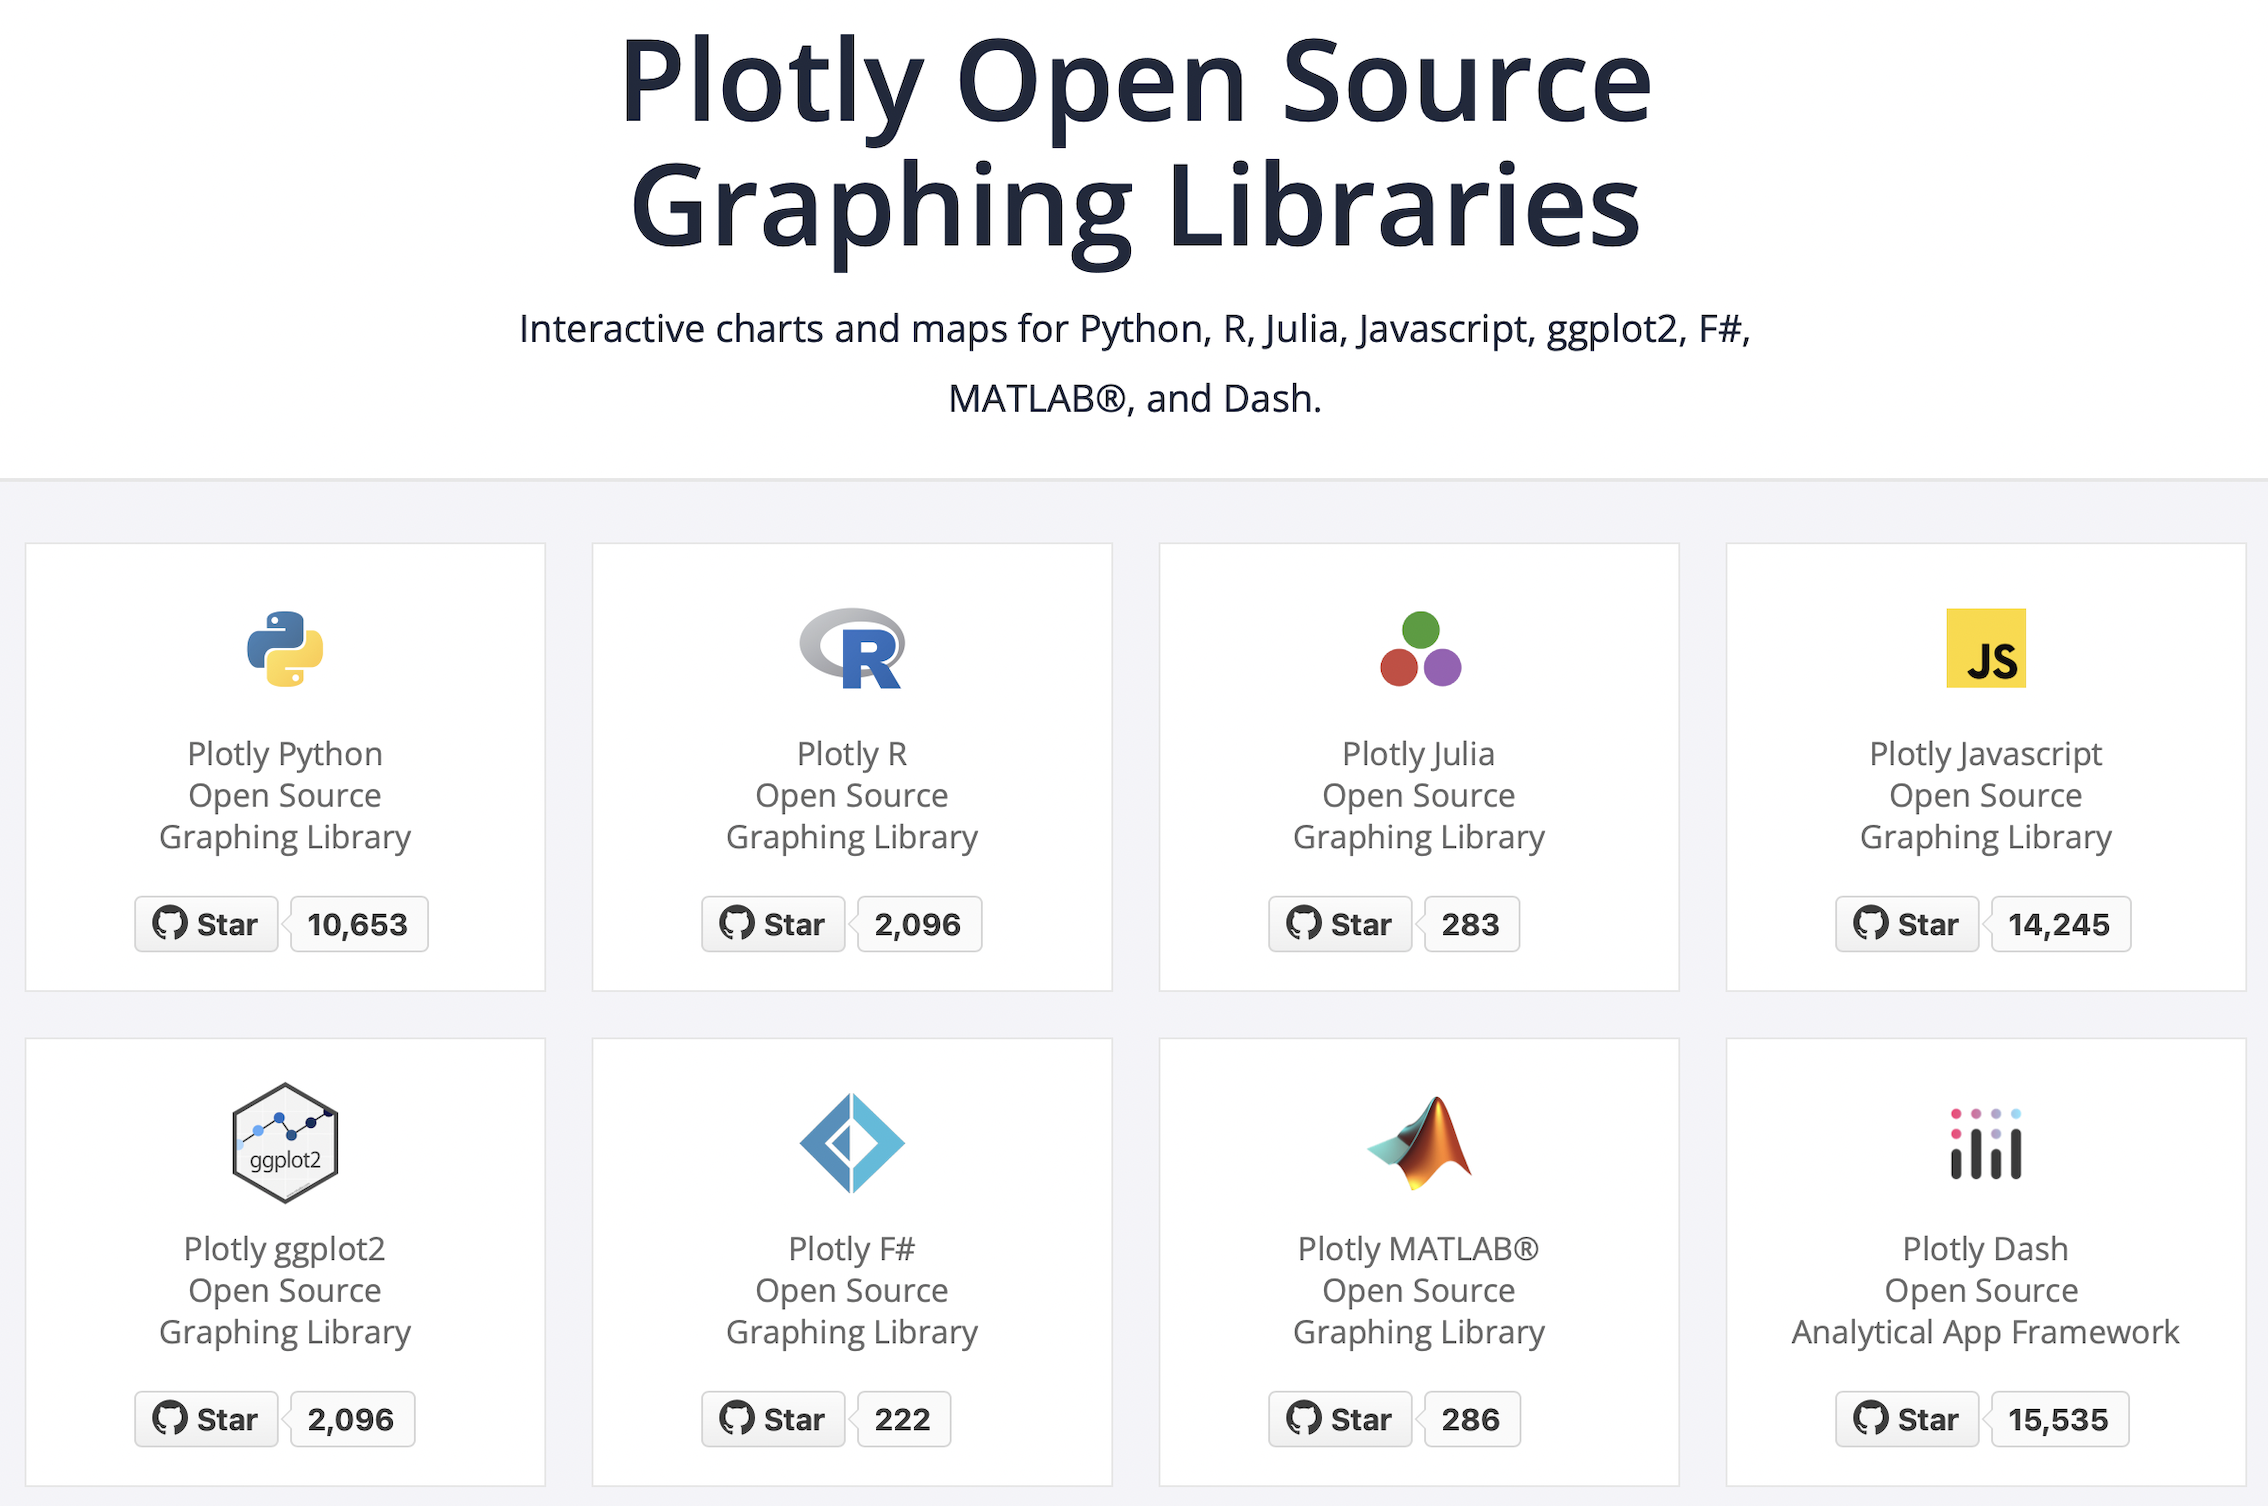 Plotly Open Source
Graphing Libraries
Interactive charts and maps for Python, R, Julia, Javascript, ggplot2, F#,
MATLAB®, and Dash.
Plotly Python
Open Source
Graphing Library
Star 10,653
R
Plotly R
Open Source
Graphing Library
Star 2,096
Plotly Julia
Open Source
Graphing Library
Star 283
JS
Plotly Javascript
Open Source
Graphing Library
Star 14,245
ggplot2
Plotly ggplot2
Open Source
Graphing Library
Star 2,096
Plotly F#
Open Source
Graphing Library
Star 222
Plotly MATLAB®
Open Source
Graphing Library
Star 286
Plotly Dash
Open Source
Analytical App Framework
Star 15,535